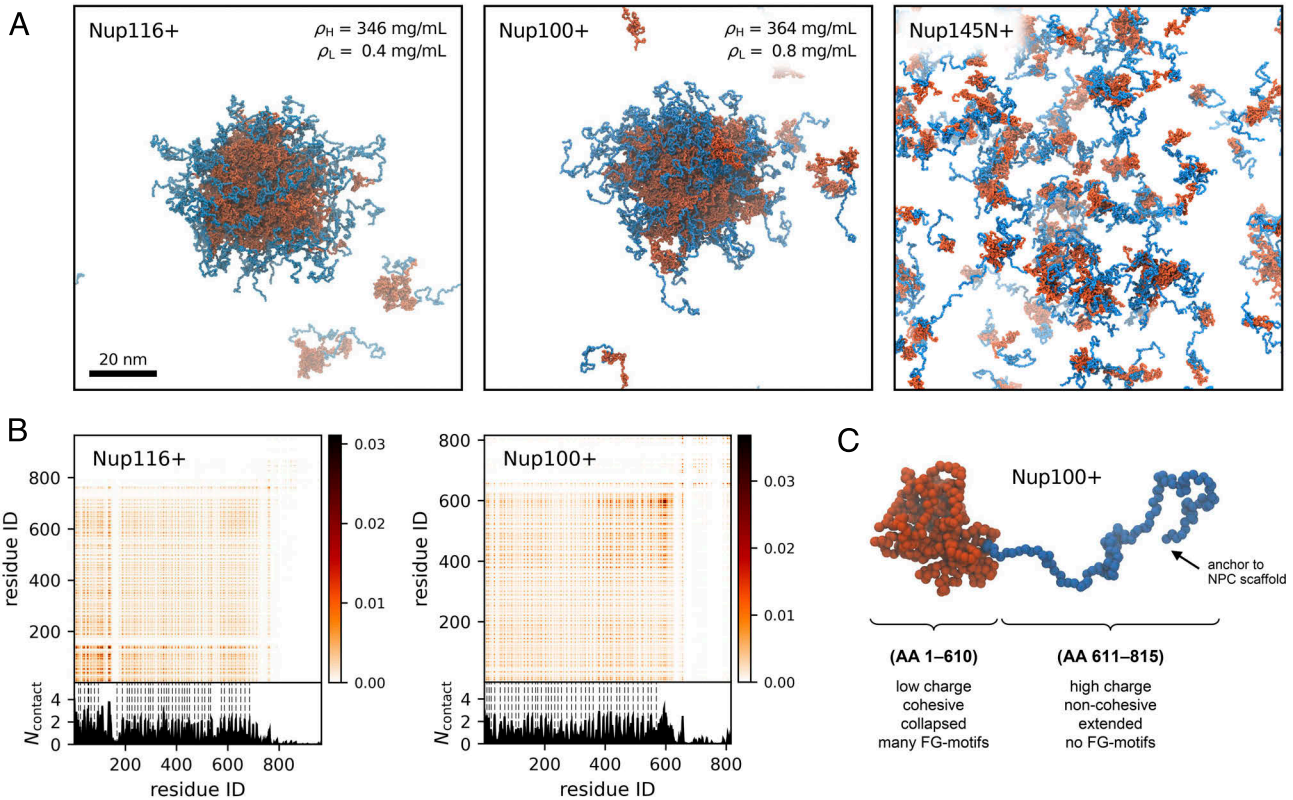 A
Nup116+
ρH = 346 mg/mL
ρL = 0.4 mg/mL
20 nm
Nup100+
ρH = 364 mg/mL
ρL = 0.8 mg/mL
Nup145N+
B
Nup116+
residue ID
800
600
400
200
0.03
0.02
0.01
0.00
Ncontact
4
2
0
200 400 600 800
residue ID
Nup100+
residue ID
800
600
400
200
0.03
0.02
0.01
0.00
Ncontact
4
2
0
200 400 600 800
residue ID
C
Nup100+
anchor to
NPC scaffold
(AA 1–610)
low charge
cohesive
collapsed
many FG-motifs
(AA 611–815)
high charge
non-cohesive
extended
no FG-motifs